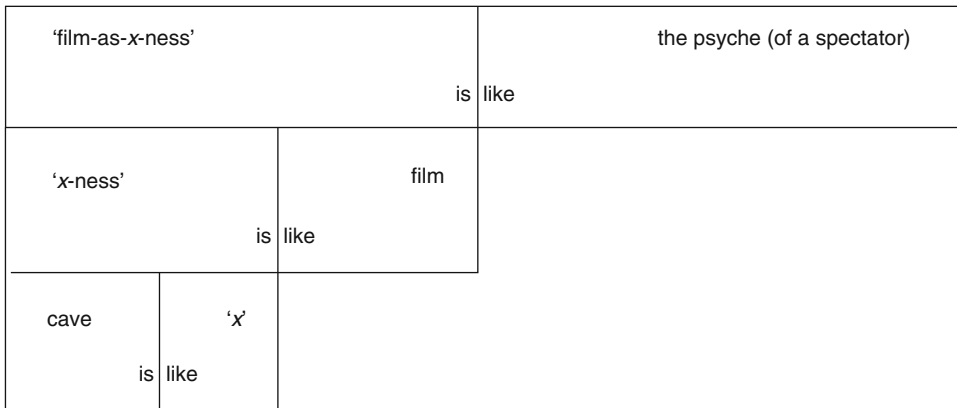 ‘film-as-x-ness’ the psyche (of a spectator)
is like
‘x-ness’ film
is like
cave ‘x’
is like